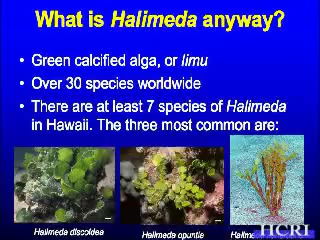 What is Halimeda anyway?
• Green calcified alga, or limu
• Over 30 species worldwide
• There are at least 7 species of Halimeda
in Hawaii. The three most common are:
Halimeda discoidea
Halimeda opuntia
HCRI